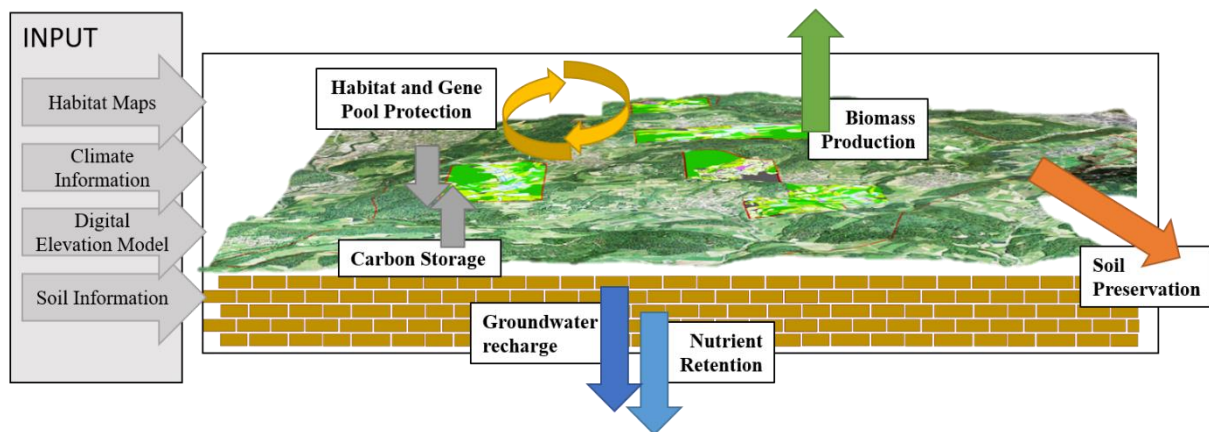 INPUT
Habitat Maps
Climate
Information
Digital
Elevation Model
Soil Information
Habitat and Gene
Pool Protection
Biomass
Production
Carbon Storage
Soil
Preservation
Groundwater
recharge
Nutrient
Retention